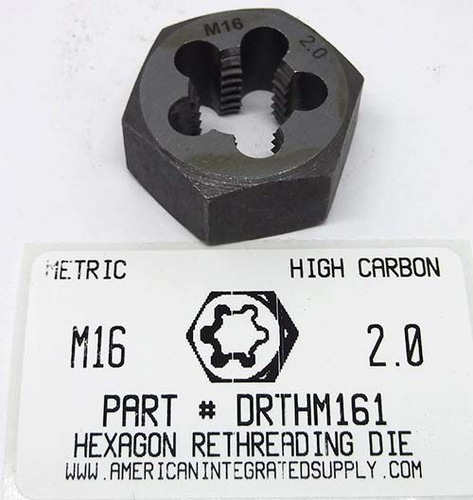 M16 2.0
METRIC HIGH CARBON
M16 2.0
PART # DRTHM161
HEXAGON RETHREADING DIE
WWW.AMERICANINTEGRATEDSUPPLY.COM